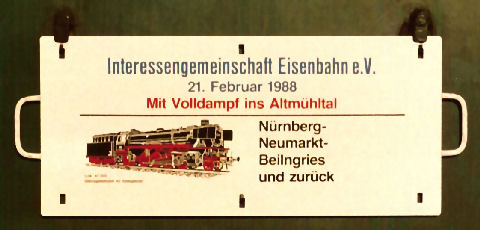 Interessengemeinschaft Eisenbahn e.V.
21. Februar 1988
Mit Volldampf ins Altmühltal
Nürnberg-
Neumarkt-
Beilngries
und zurück